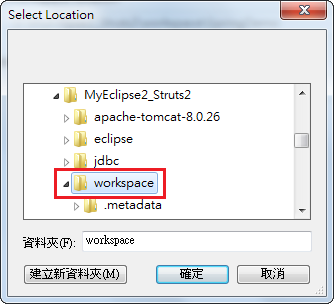 Select Location
MyEclipse2_Struts2
apache-tomcat-8.0.26
eclipse
jdbc
workspace
.metadata
資料夾(F): workspace
建立新資料夾(M) 確定 取消